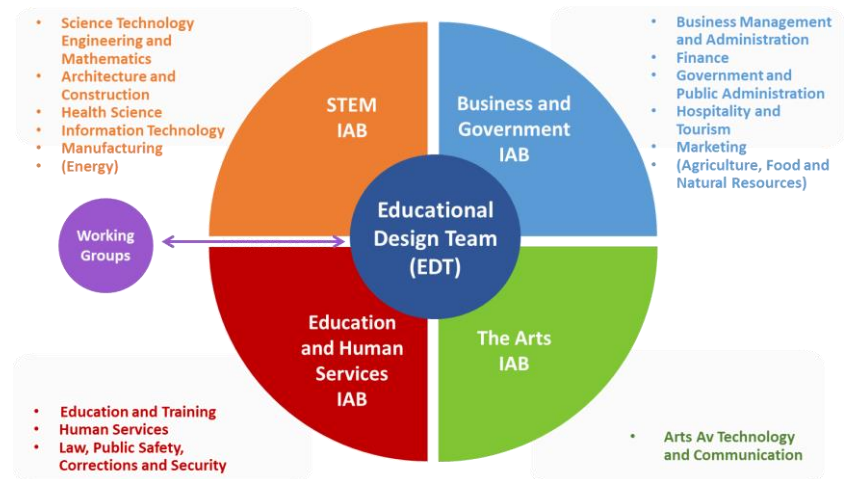 • Science Technology
Engineering and
Mathematics
• Architecture and
Construction
• Health Science
• Information Technology
• Manufacturing
• (Energy)
STEM
IAB
Business and
Government
IAB
• Business Management
and Administration
• Finance
• Government and
Public Administration
• Hospitality and
Tourism
• Marketing
• (Agriculture, Food and
Natural Resources)
Working
Groups
Educational
Design Team
(EDT)
Education
and Human
Services
IAB
The Arts
IAB
• Education and Training
• Human Services
• Law, Public Safety,
Corrections and Security
• Arts Av Technology
and Communication